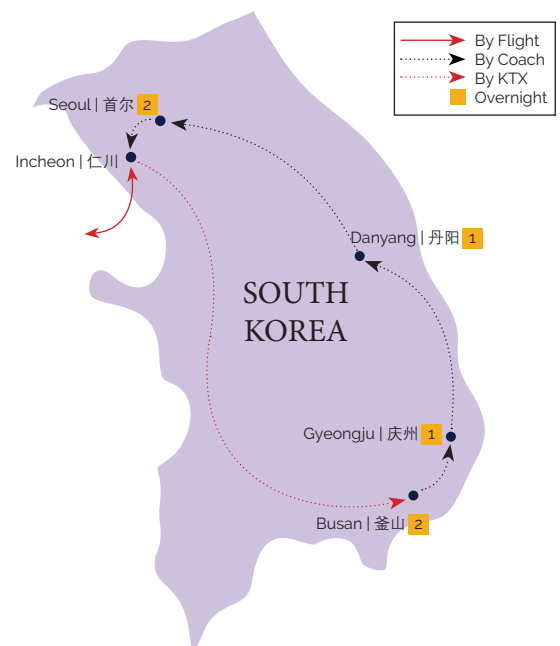 By Flight
By Coach
By KTX
Overnight
Seoul | 首尔 2
Incheon | 仁川
Danyang | 丹阳 1
SOUTH
KOREA
Gyeongju | 庆州 1
Busan | 釜山 2